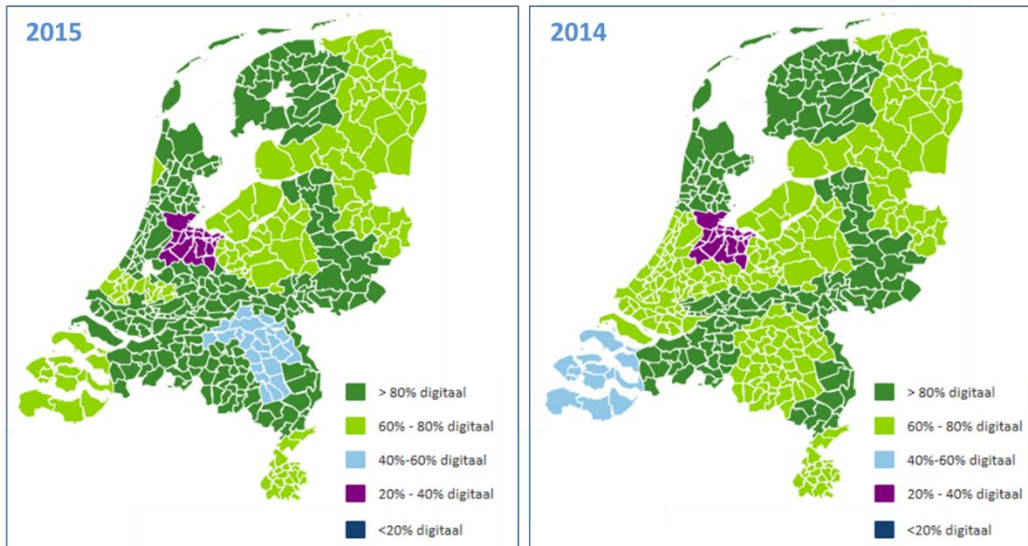 2015
> 80% digitaal
60% - 80% digitaal
40%-60% digitaal
20% - 40% digitaal
<20% digitaal
2014
> 80% digitaal
60% - 80% digitaal
40%-60% digitaal
20% - 40% digitaal
<20% digitaal